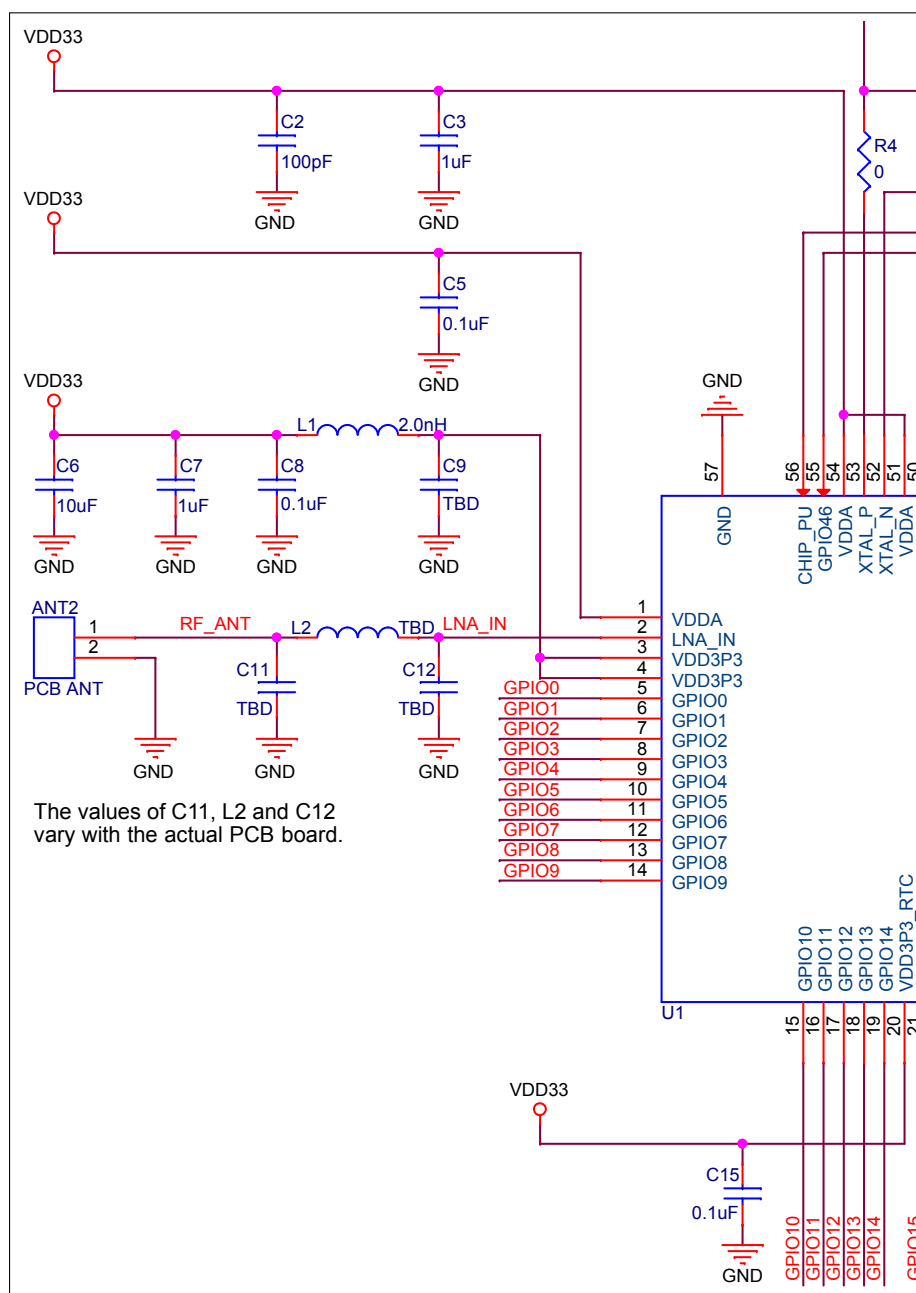 VDD33
C2
100pF
GND
C3
1uF
GND
R4
0
VDD33
C5
0.1uF
GND
VDD33
L1
2.0nH
C6
10uF
GND
C7
1uF
GND
C8
0.1uF
GND
C9
TBD
GND
GND
57
56
55
54
53
52
51
50
GND
CHIP_PU
GPIO46
VDDA
XTAL_P
XTAL_N
VDDA
ANT2
1
2
PCB ANT
RF_ANT
L2
TBD
LNA_IN
C11
TBD
C12
TBD
GND
GND
GND
The values of C11, L2 and C12
vary with the actual PCB board.
1
VDDA
2
LNA_IN
3
VDD3P3
4
VDD3P3
GPIO0
5
GPIO0
GPIO1
6
GPIO1
GPIO2
7
GPIO2
GPIO3
8
GPIO3
GPIO4
9
GPIO4
GPIO5
10
GPIO5
GPIO6
11
GPIO6
GPIO7
12
GPIO7
GPIO8
13
GPIO8
GPIO9
14
GPIO9
GPIO10
GPIO11
GPIO12
GPIO13
GPIO14
VDD3P3_RTC
U1
15
16
17
18
19
20
21
VDD33
C15
0.1uF
GND
GPIO10
GPIO11
GPIO12
GPIO13
GPIO14
GPIO15